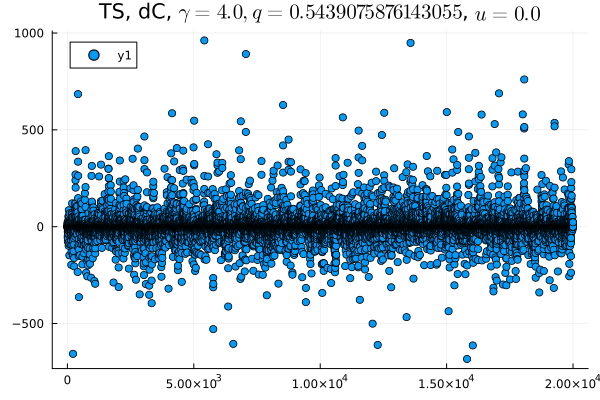 TS, dC, γ = 4.0, q = 0.5439075876143055, u = 0.0
y1
1000
500
0
−500
0 5.00×10³ 1.00×10⁴ 1.50×10⁴ 2.00×10⁴